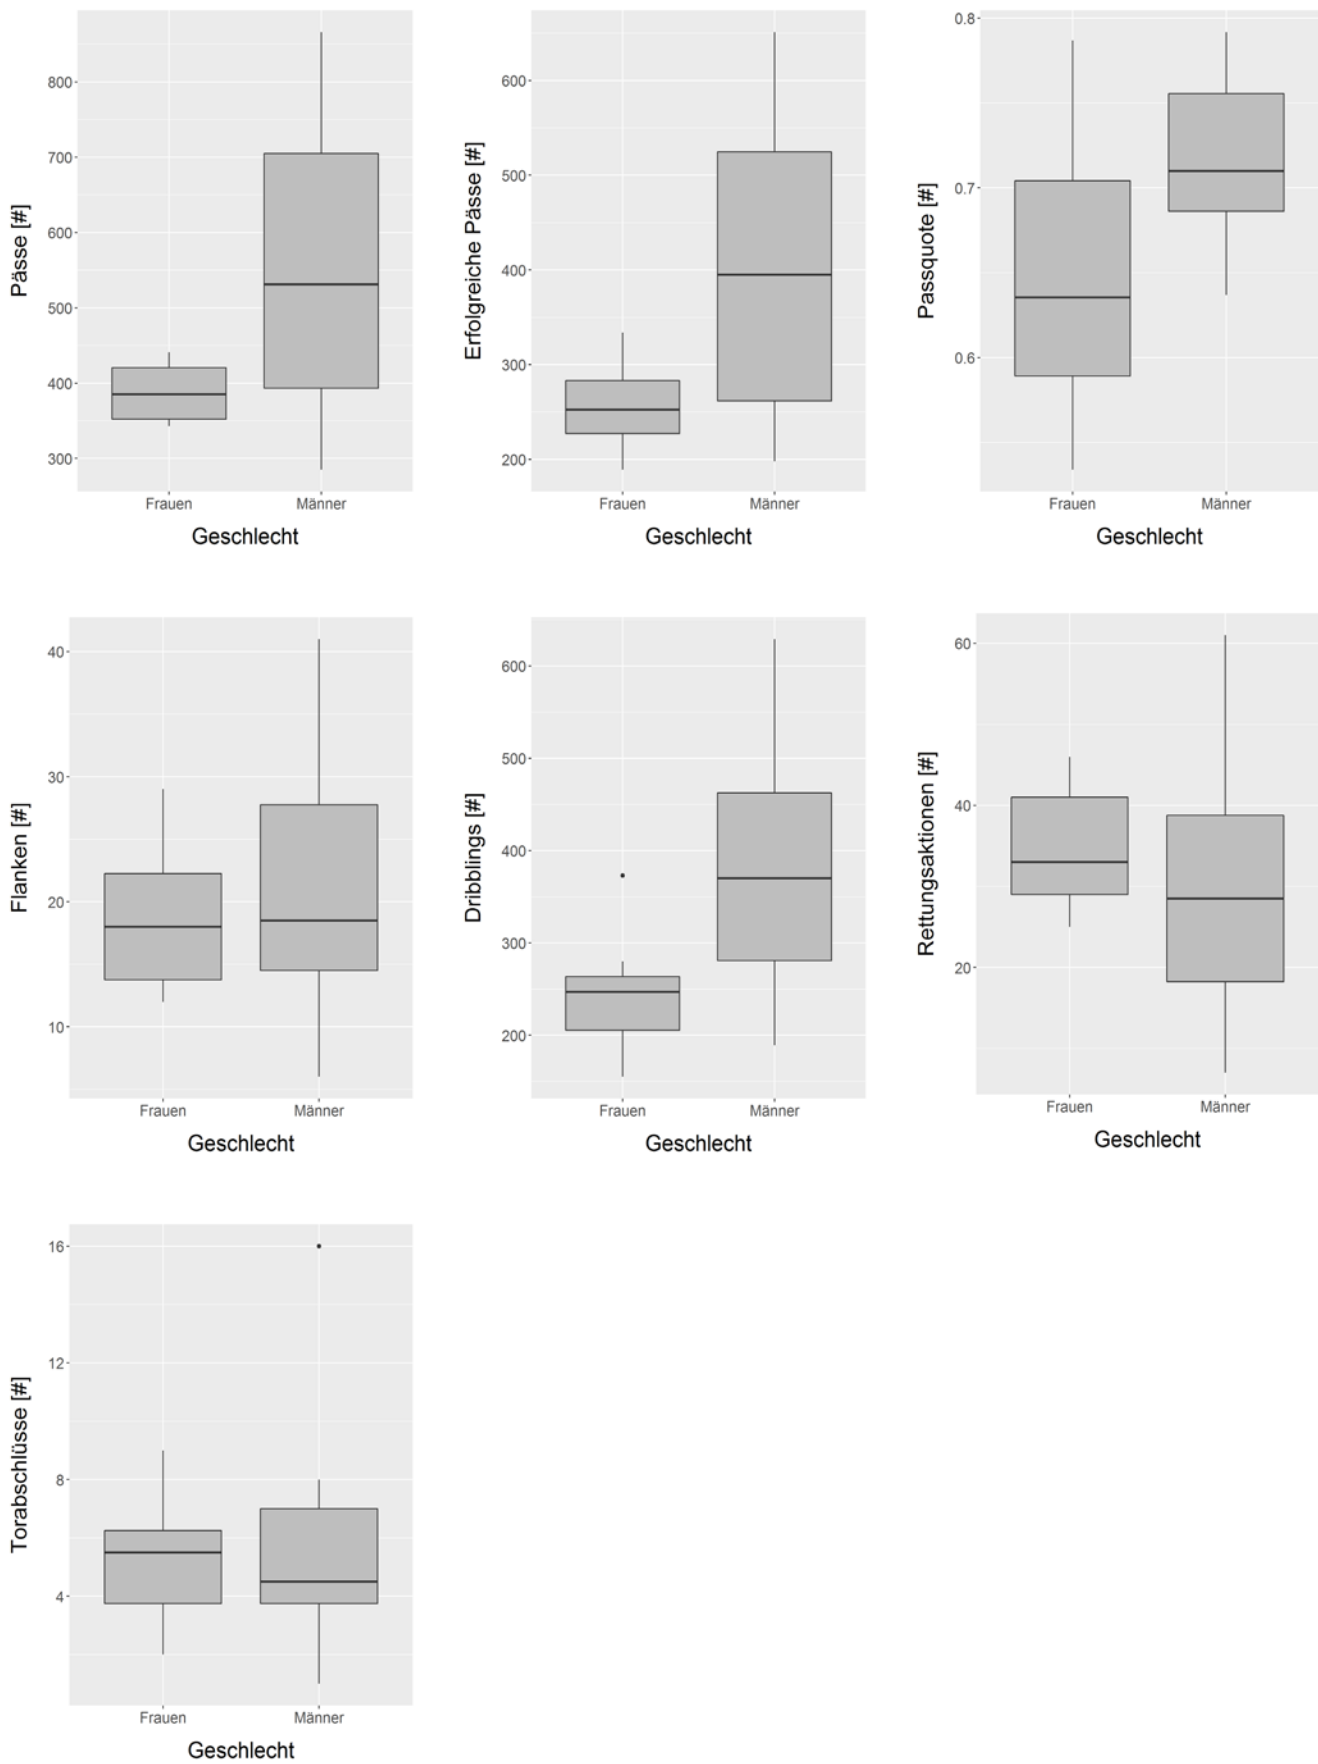 Pässe [#]
800
700
600
500
400
300
Frauen Männer
Geschlecht
Erfolgreiche Pässe [#]
600
500
400
300
200
Frauen Männer
Geschlecht
Passquote [#]
0.8
0.7
0.6
Frauen Männer
Geschlecht
Flanken [#]
40
30
20
10
Frauen Männer
Geschlecht
Dribblings [#]
600
500
400
300
200
Frauen Männer
Geschlecht
Rettungsaktionen [#]
60
40
20
Frauen Männer
Geschlecht
Torabschlüsse [#]
16
12
8
4
Frauen Männer
Geschlecht